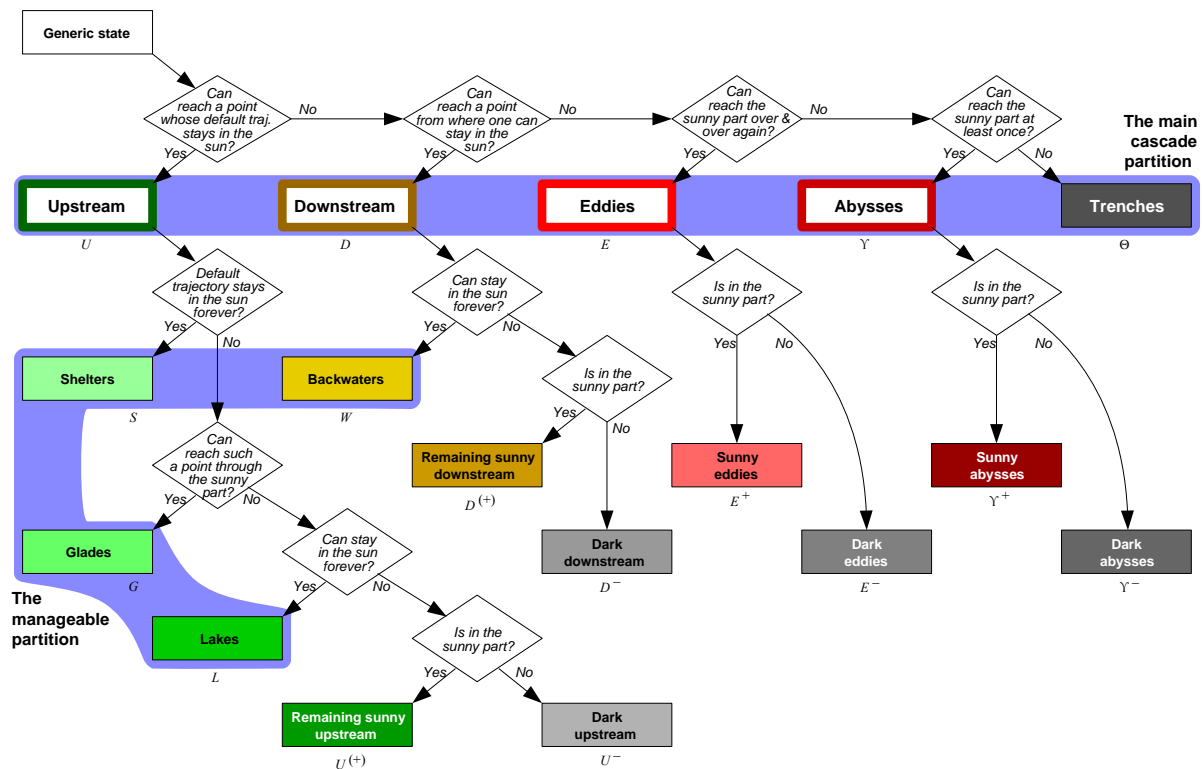 Generic state
Can
reach a point
whose default traj.
stays in the
sun?
No
Yes
Can
reach a point
from where one can
stay in the
sun?
No
Yes
Can
reach the
sunny part over &
over again?
No
Yes
Can
reach the
sunny part at
least once?
Yes
No
The main
cascade
partition
Upstream
U
Downstream
D
Eddies
E
Abysses
ϒ
Trenches
Θ
Default
trajectory stays
in the sun
forever?
Yes
No
Can stay
in the sun
forever?
Yes
No
Is in the
sunny part?
Yes
No
Is in the
sunny part?
Yes
No
Shelters
S
Backwaters
W
Is in the
sunny part?
Yes
No
Can
reach such
a point through
the sunny
part?
Yes
No
Remaining sunny
downstream
D(+)
Sunny
eddies
E+
Sunny
abysses
ϒ+
Glades
G
Can stay
in the sun
forever?
Yes
No
Dark
downstream
D−
Dark
eddies
E−
Dark
abysses
ϒ−
The
manageable
partition
Lakes
L
Is in the
sunny part?
Yes
No
Remaining sunny
upstream
U(+)
Dark
upstream
U−